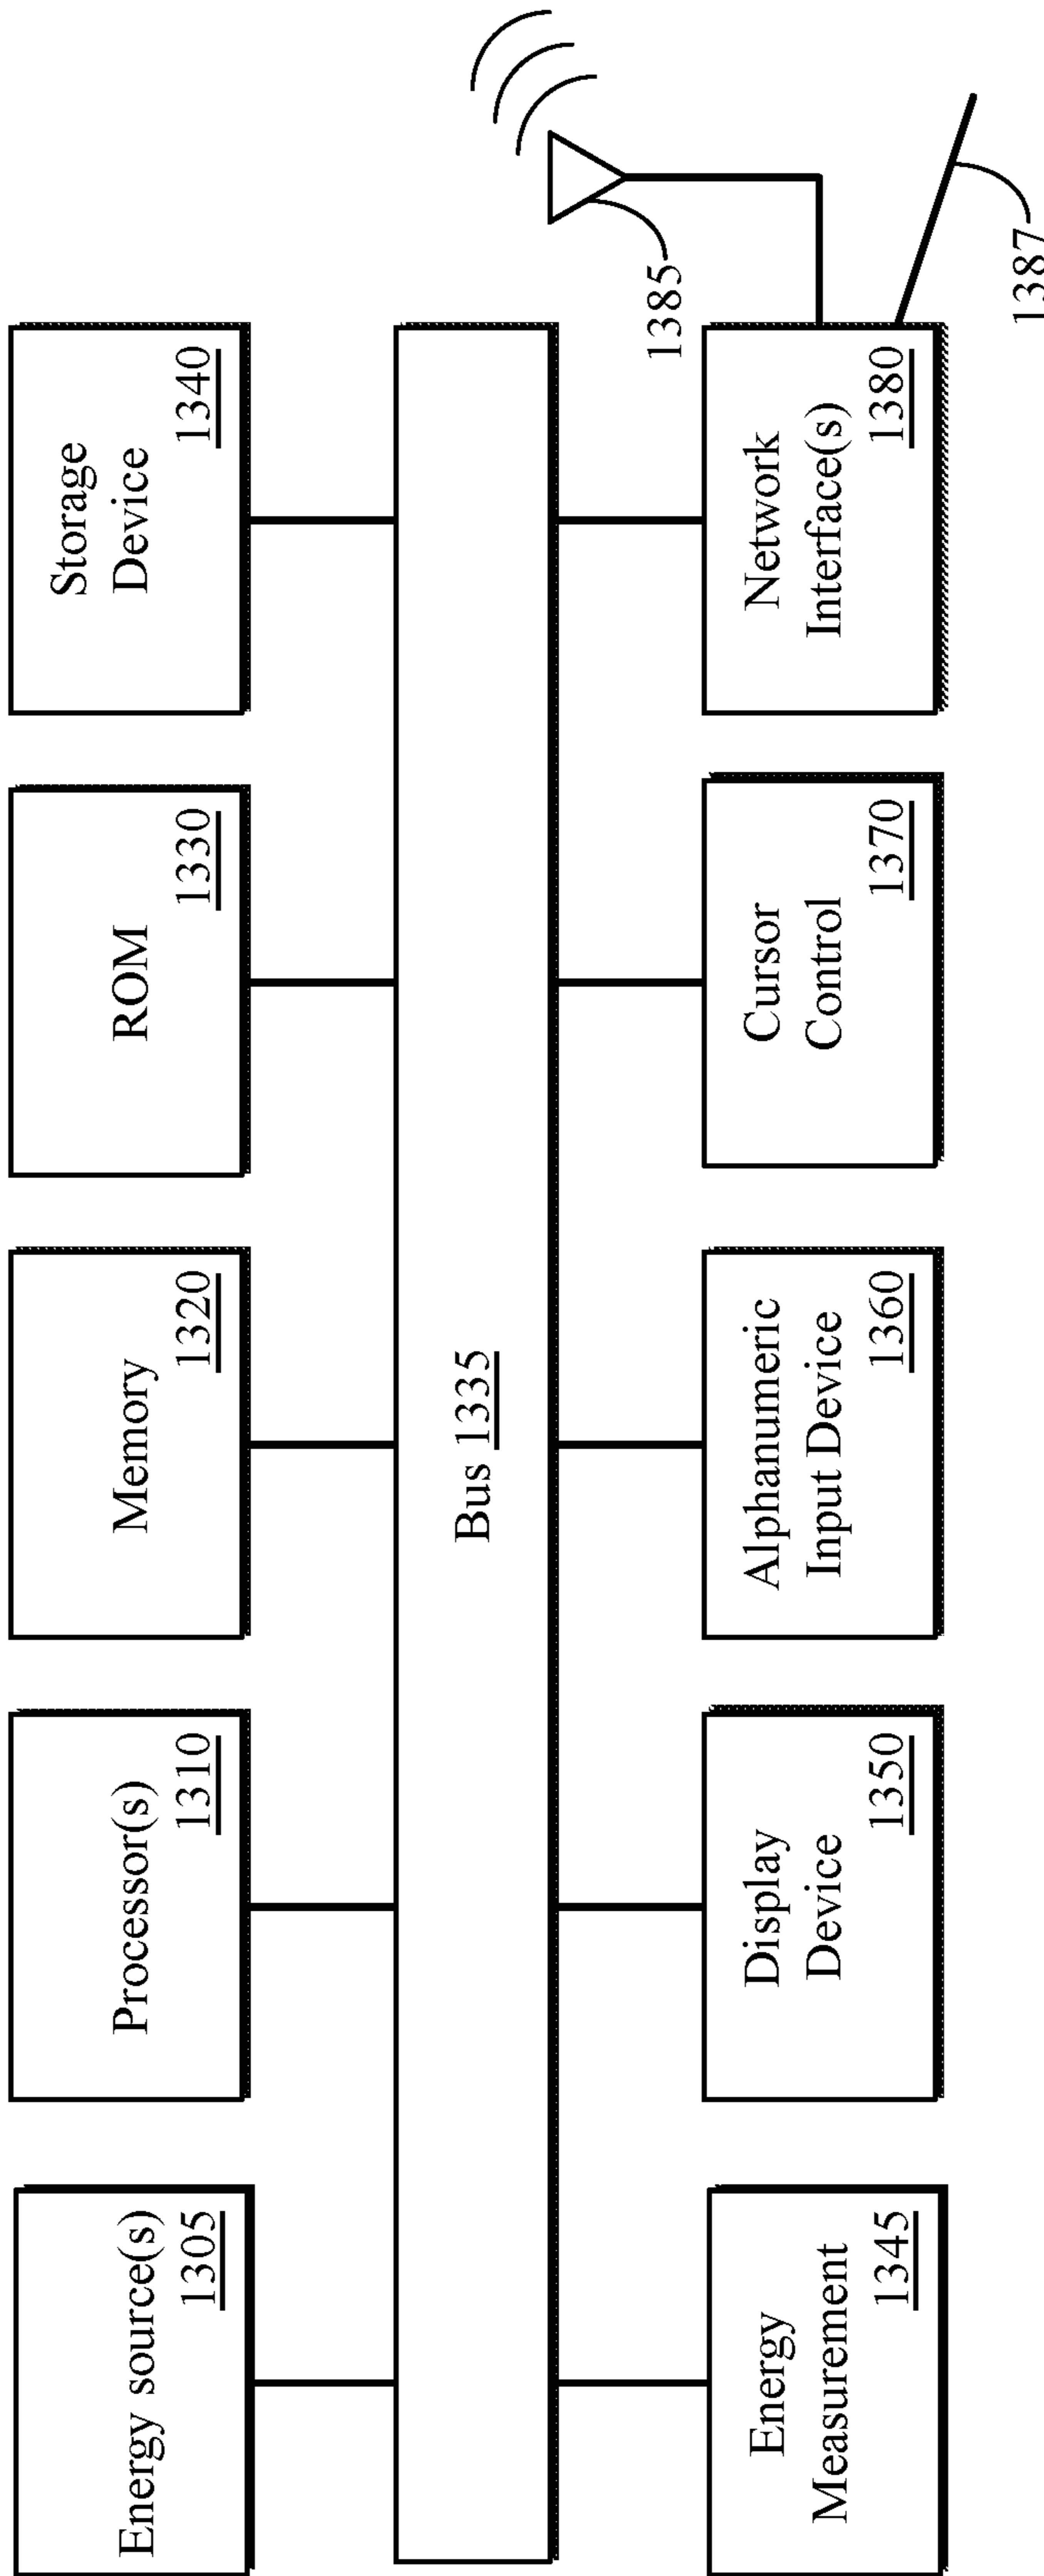 Energy source(s)
1305
Processor(s)
1310
Memory
1320
ROM
1330
Storage
Device
1340
Bus 1335
Energy
Measurement
1345
Display
Device
1350
Alphanumeric
Input Device
1360
Cursor
Control
1370
Network
Interface(s)
1380
1385
1387